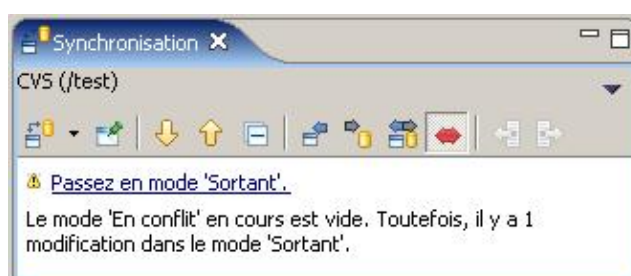 Synchronisation
CVS (/test)
Passez en mode 'Sortant'.
Le mode 'En conflit' en cours est vide. Toutefois, il y a 1
modification dans le mode 'Sortant'.